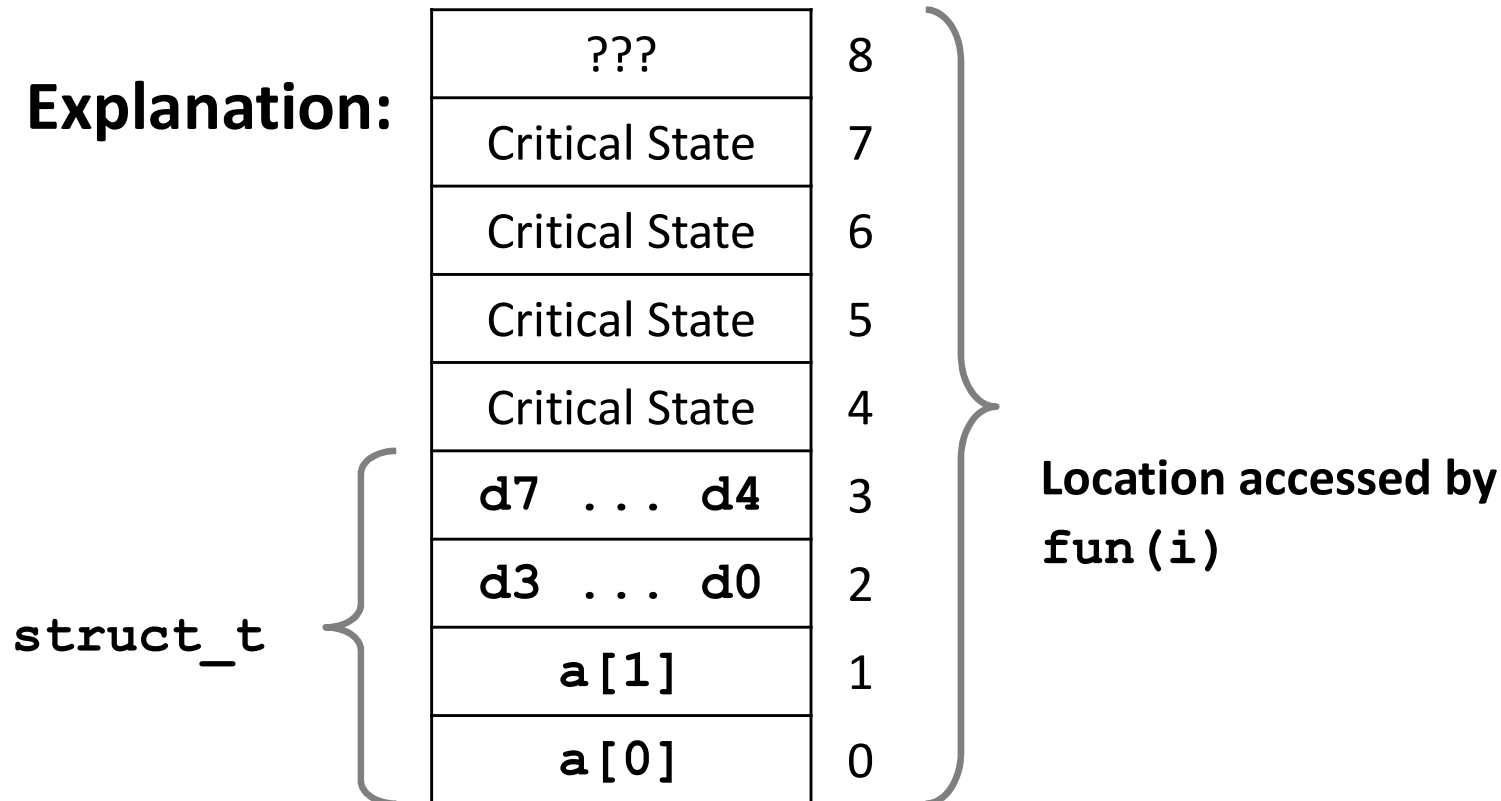 Explanation:
??? 8
Critical State 7
Critical State 6
Critical State 5
Critical State 4
d7 ... d4 3
d3 ... d0 2
a[1] 1
a[0] 0
struct_t
Location accessed by
fun(i)